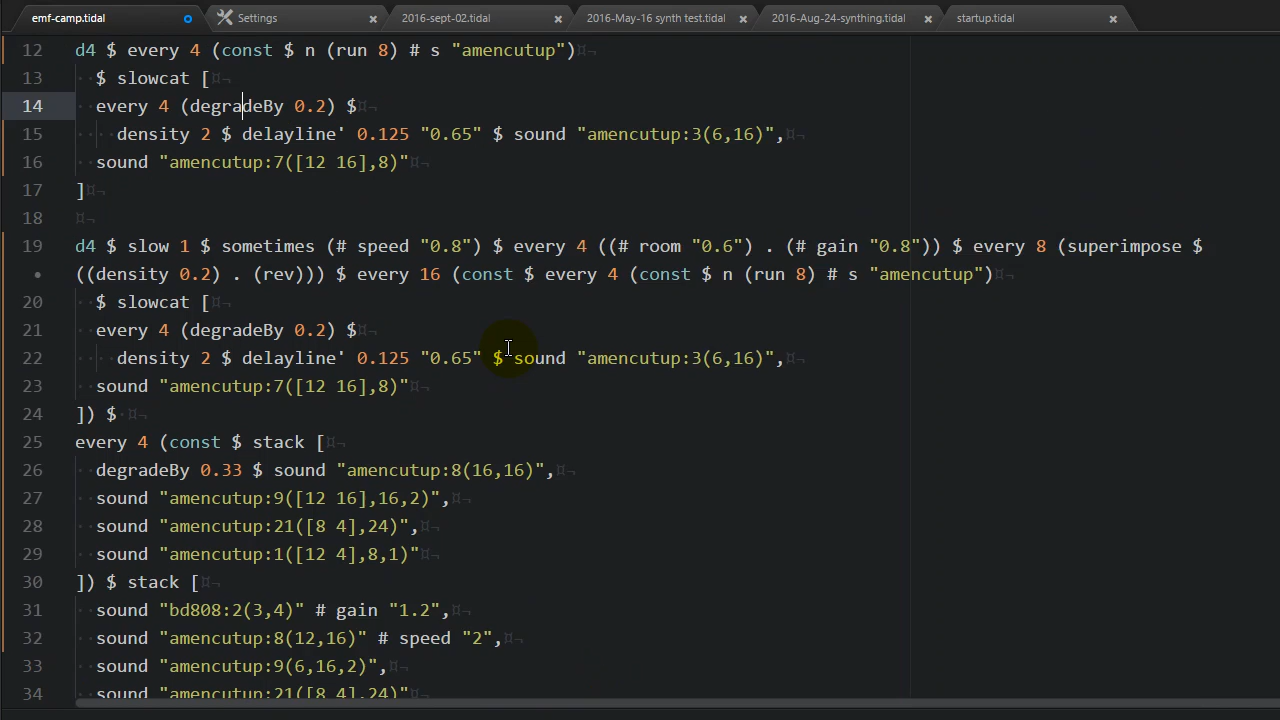 emf-camp.tidal Settings 2016-sept-02.tidal 2016-May-16 synth test.tidal 2016-Aug-24-synthing.tidal startup.tidal
12 d4 $ every 4 (const $ n (run 8) # s "amencutup")
13 $ slowcat [
14 every 4 (degradeBy 0.2) $
15 density 2 $ delayline' 0.125 "0.65" $ sound "amencutup:3(6,16)",
16 sound "amencutup:7([12 16],8)"
17 ]
18
19 d4 $ slow 1 $ sometimes (# speed "0.8") $ every 4 ((# room "0.6") . (# gain "0.8")) $ every 8 (superimpose $
• ((density 0.2) . (rev))) $ every 16 (const $ every 4 (const $ n (run 8) # s "amencutup")
20 $ slowcat [
21 every 4 (degradeBy 0.2) $
22 density 2 $ delayline' 0.125 "0.65" $ sound "amencutup:3(6,16)",
23 sound "amencutup:7([12 16],8)"
24 ]) $
25 every 4 (const $ stack [
26 degradeBy 0.33 $ sound "amencutup:8(16,16)",
27 sound "amencutup:9([12 16],16,2)",
28 sound "amencutup:21([8 4],24)",
29 sound "amencutup:1([12 4],8,1)"
30 ]) $ stack [
31 sound "bd808:2(3,4)" # gain "1.2",
32 sound "amencutup:8(12,16)" # speed "2",
33 sound "amencutup:9(6,16,2)",
34 sound "amencutup:21([8 4],24)"